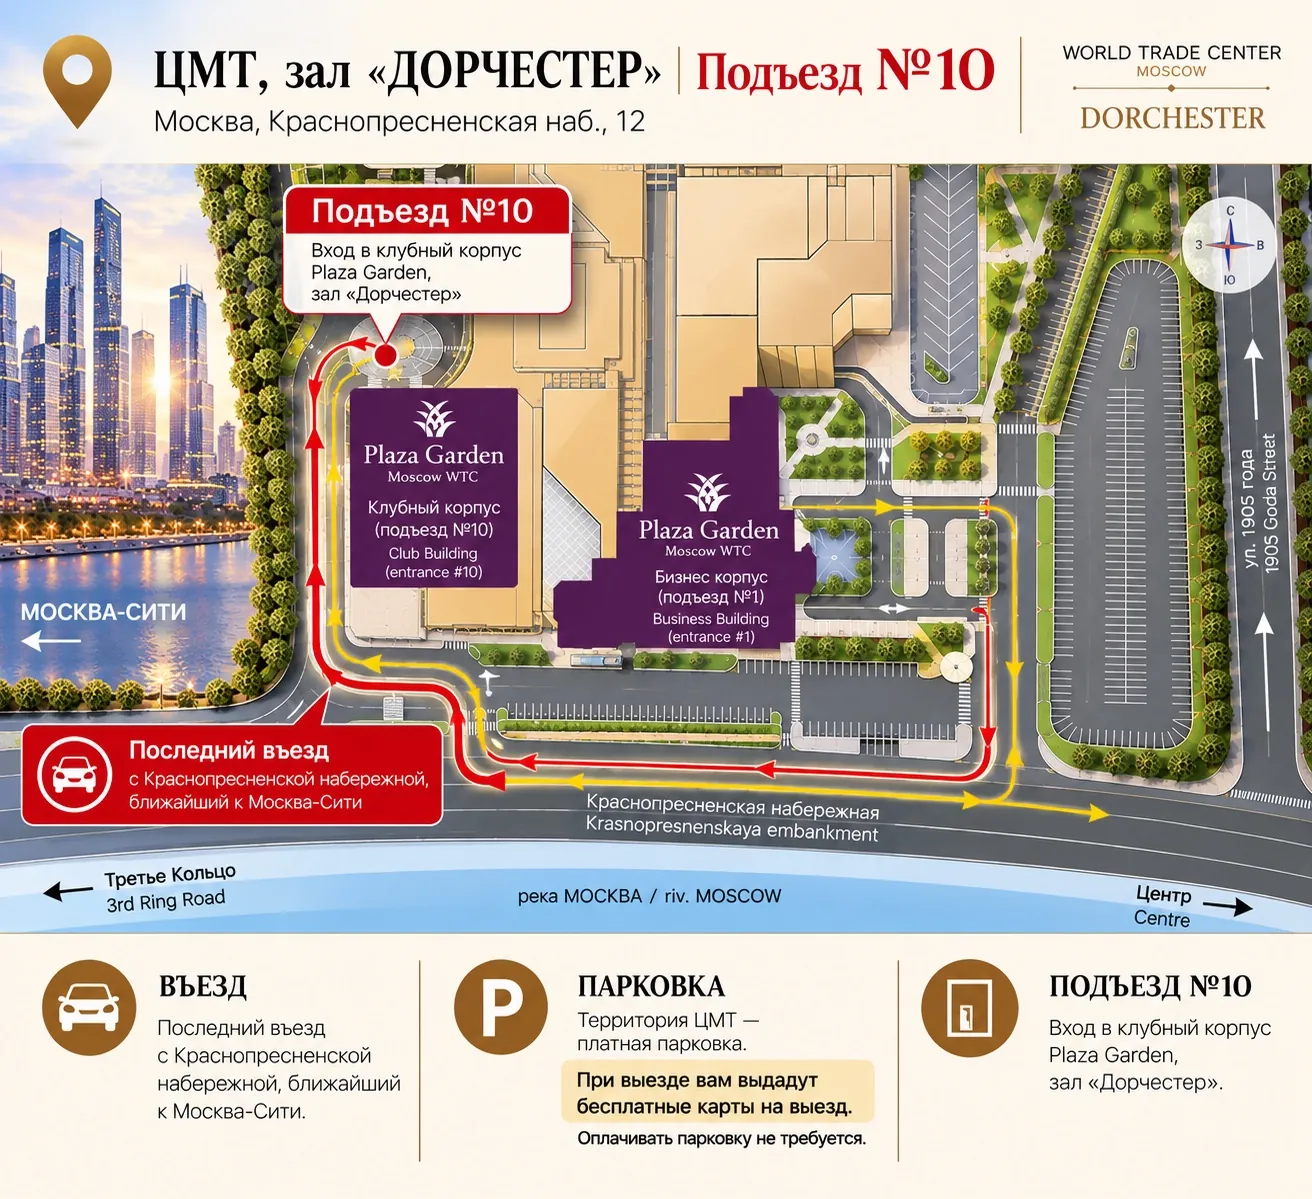 ЦМТ, зал «ДОРЧЕСТЕР»
Подъезд №10
Москва, Краснопресненская наб., 12
WORLD TRADE CENTER
MOSCOW
DORCHESTER
Подъезд №10
Вход в клубный корпус
Plaza Garden,
зал «Дорчестер»
С
З
В
Ю
Plaza Garden
Moscow WTC
Клубный корпус
(подъезд №10)
Club Building
(entrance #10)
Plaza Garden
Moscow WTC
Бизнес корпус
(подъезд №1)
Business Building
(entrance #1)
ул. 1905 года
1905 Goda Street
МОСКВА-СИТИ
Последний въезд
с Краснопресненской набережной,
ближайший к Москва-Сити
Краснопресненская набережная
Krasnopresnenskaya embankment
Третье Кольцо
3rd Ring Road
река МОСКВА / riv. MOSCOW
Центр
Centre
ВЪЕЗД
Последний въезд
с Краснопресненской
набережной, ближайший
к Москва-Сити.
P
ПАРКОВКА
Территория ЦМТ —
платная парковка.
При выезде вам выдадут
бесплатные карты на выезд.
Оплачивать парковку не требуется.
ПОДЪЕЗД №10
Вход в клубный корпус
Plaza Garden,
зал «Дорчестер».